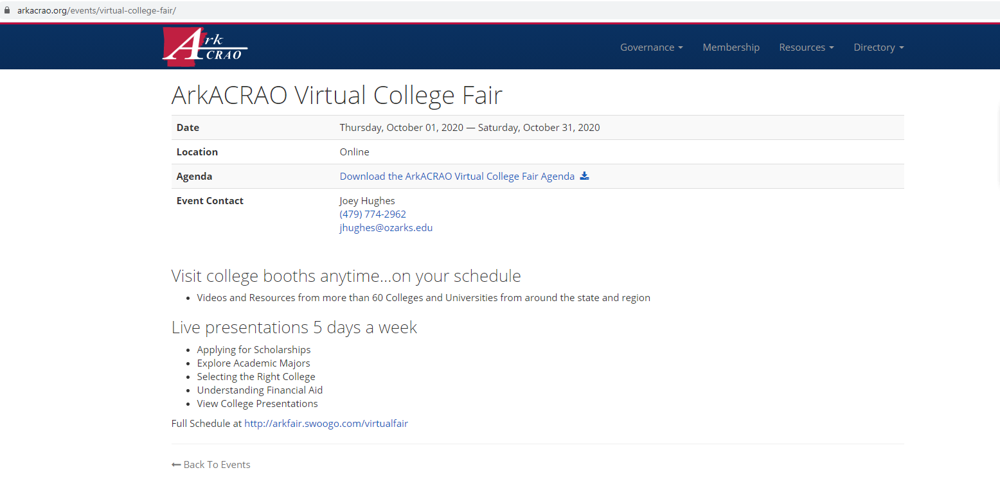 arkacrao.org/events/virtual-college-fair/
Ark
ACRAO
Governance Membership Resources Directory
ArkACRAO Virtual College Fair
Date Thursday, October 01, 2020 — Saturday, October 31, 2020
Location Online
Agenda Download the ArkACRAO Virtual College Fair Agenda
Event Contact Joey Hughes
(479) 774-2962
jhughes@ozarks.edu
Visit college booths anytime...on your schedule
• Videos and Resources from more than 60 Colleges and Universities from around the state and region
Live presentations 5 days a week
• Applying for Scholarships
• Explore Academic Majors
• Selecting the Right College
• Understanding Financial Aid
• View College Presentations
Full Schedule at http://arkfair.swoogo.com/virtualfair
Back To Events